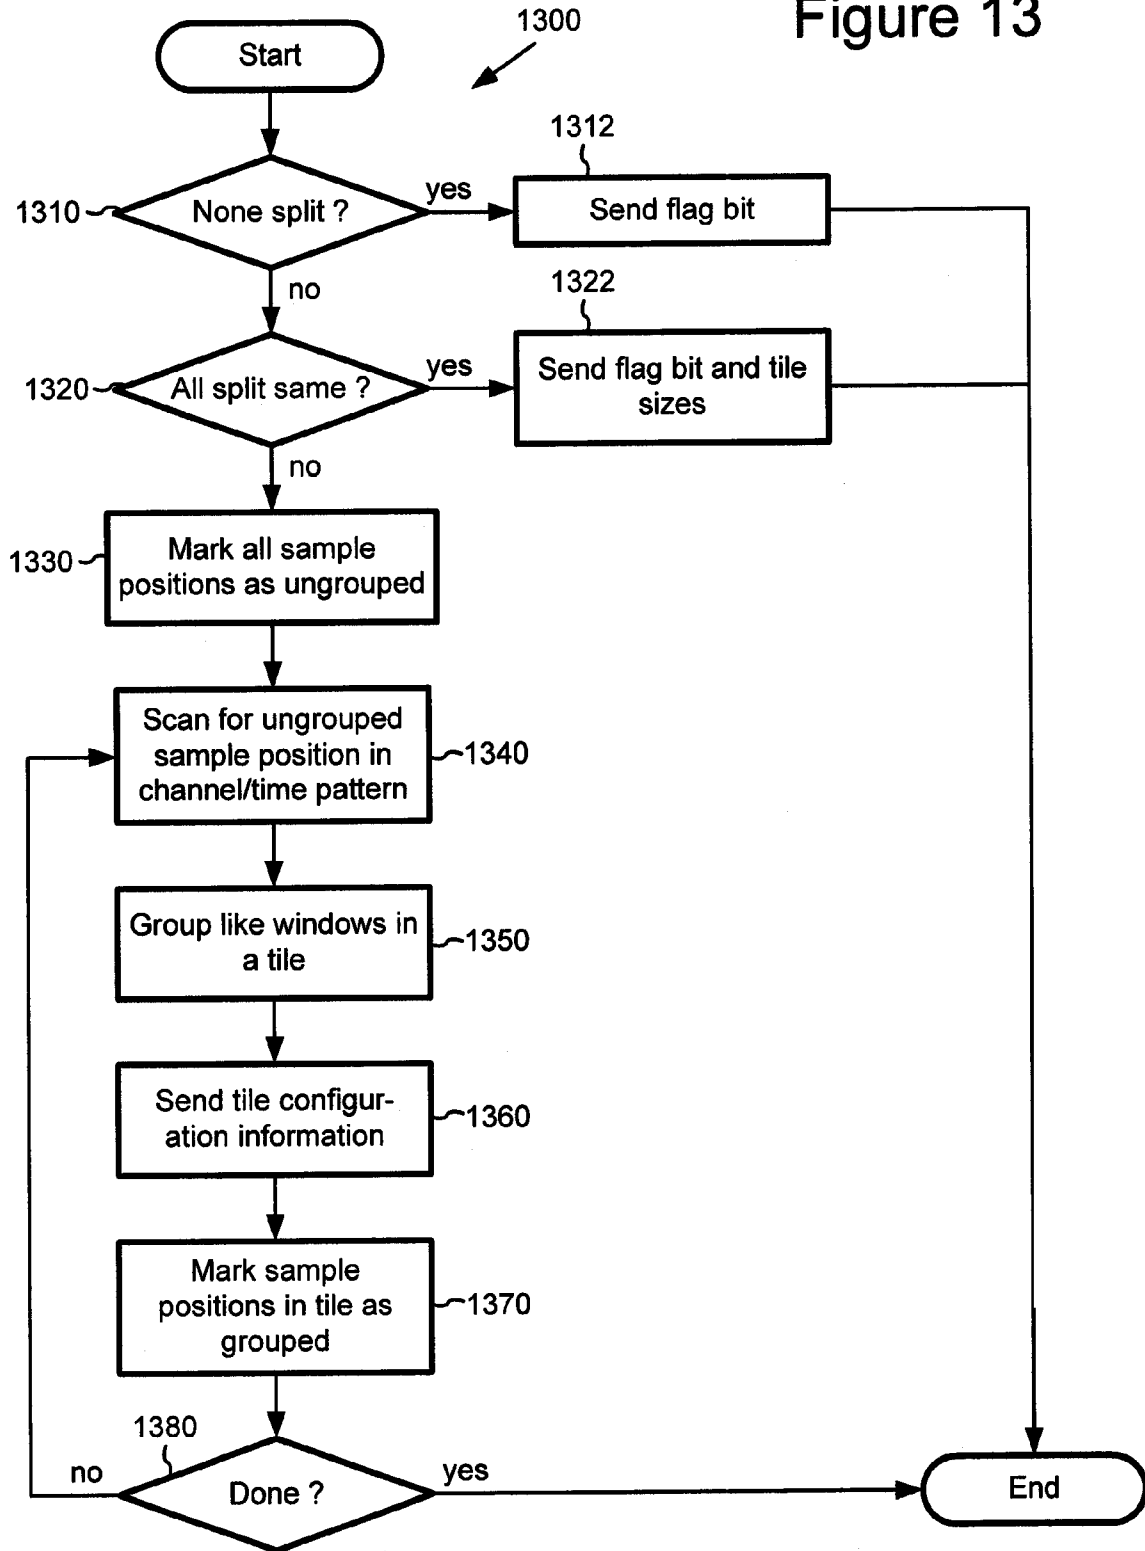 Figure 13
1300
Start
1312
1310
None split ?
yes
Send flag bit
no
1322
1320
All split same ?
yes
Send flag bit and tile
sizes
no
1330
Mark all sample
positions as ungrouped
Scan for ungrouped
sample position in
channel/time pattern
1340
Group like windows in
a tile
1350
Send tile configur-
ation information
1360
Mark sample
positions in tile as
grouped
1370
1380
no
Done ?
yes
End